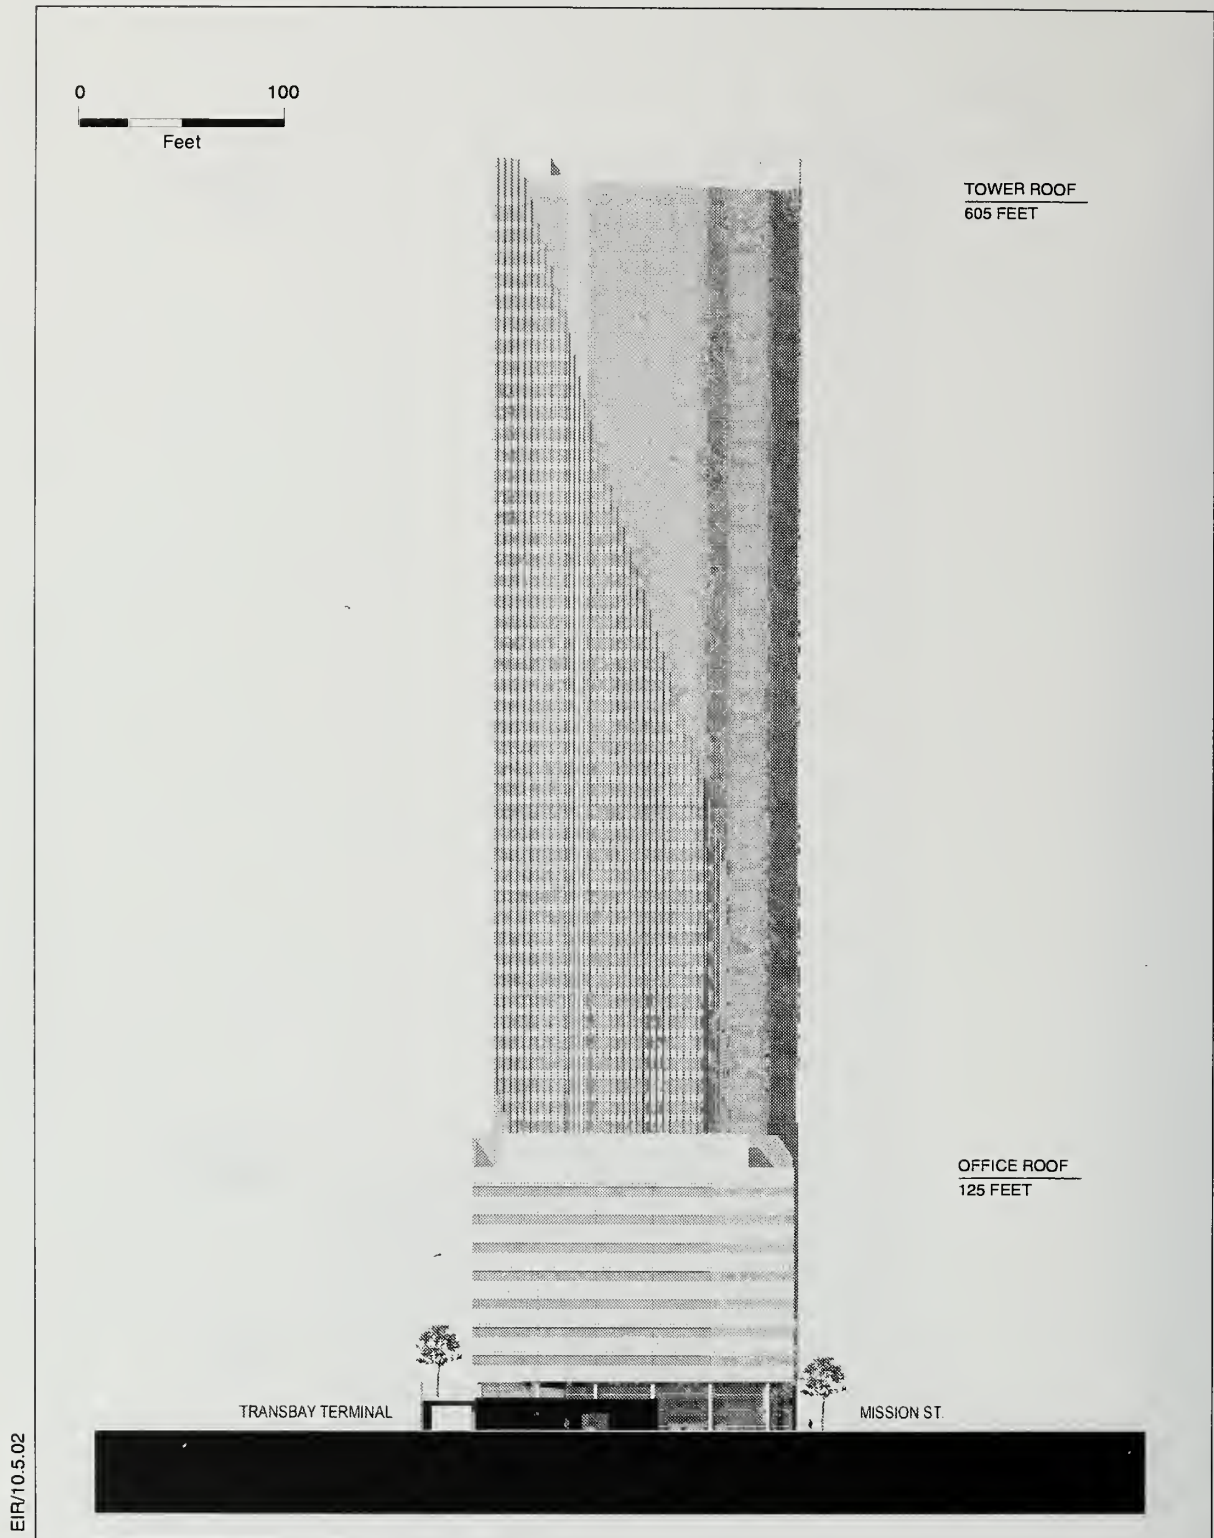 0 100
Feet
TOWER ROOF
605 FEET
OFFICE ROOF
125 FEET
TRANSBAY TERMINAL
MISSION ST.
EIR/10.5.02